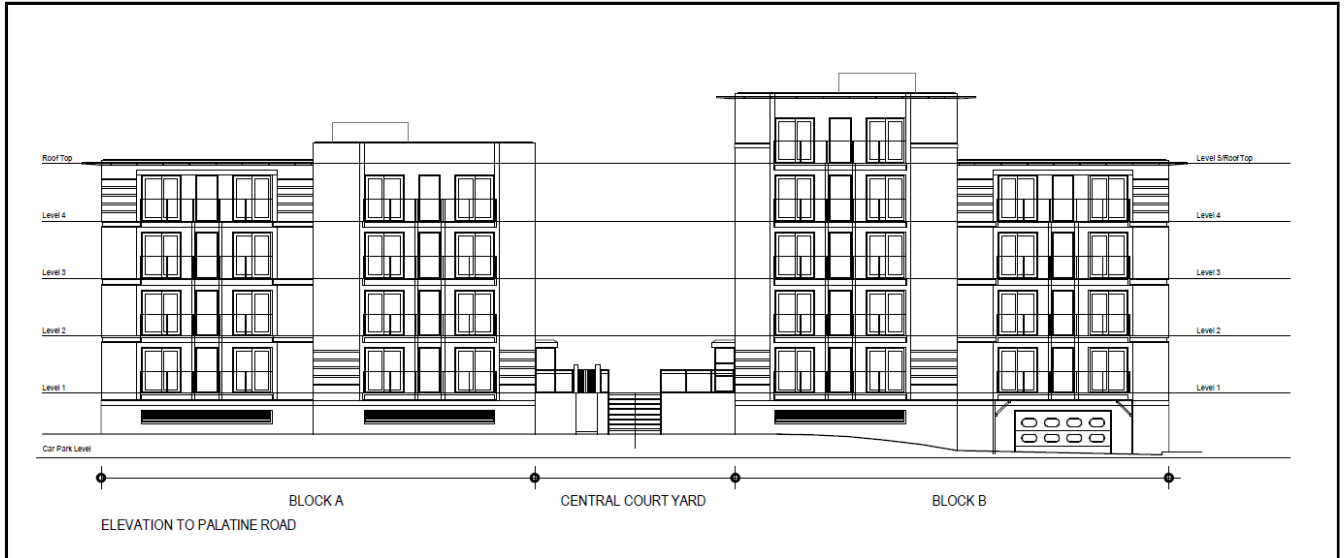 Roof Top
Level 5/Roof Top
Level 4
Level 4
Level 3
Level 3
Level 2
Level 2
Level 1
Level 1
Car Park Level
BLOCK A
CENTRAL COURT YARD
BLOCK B
ELEVATION TO PALATINE ROAD